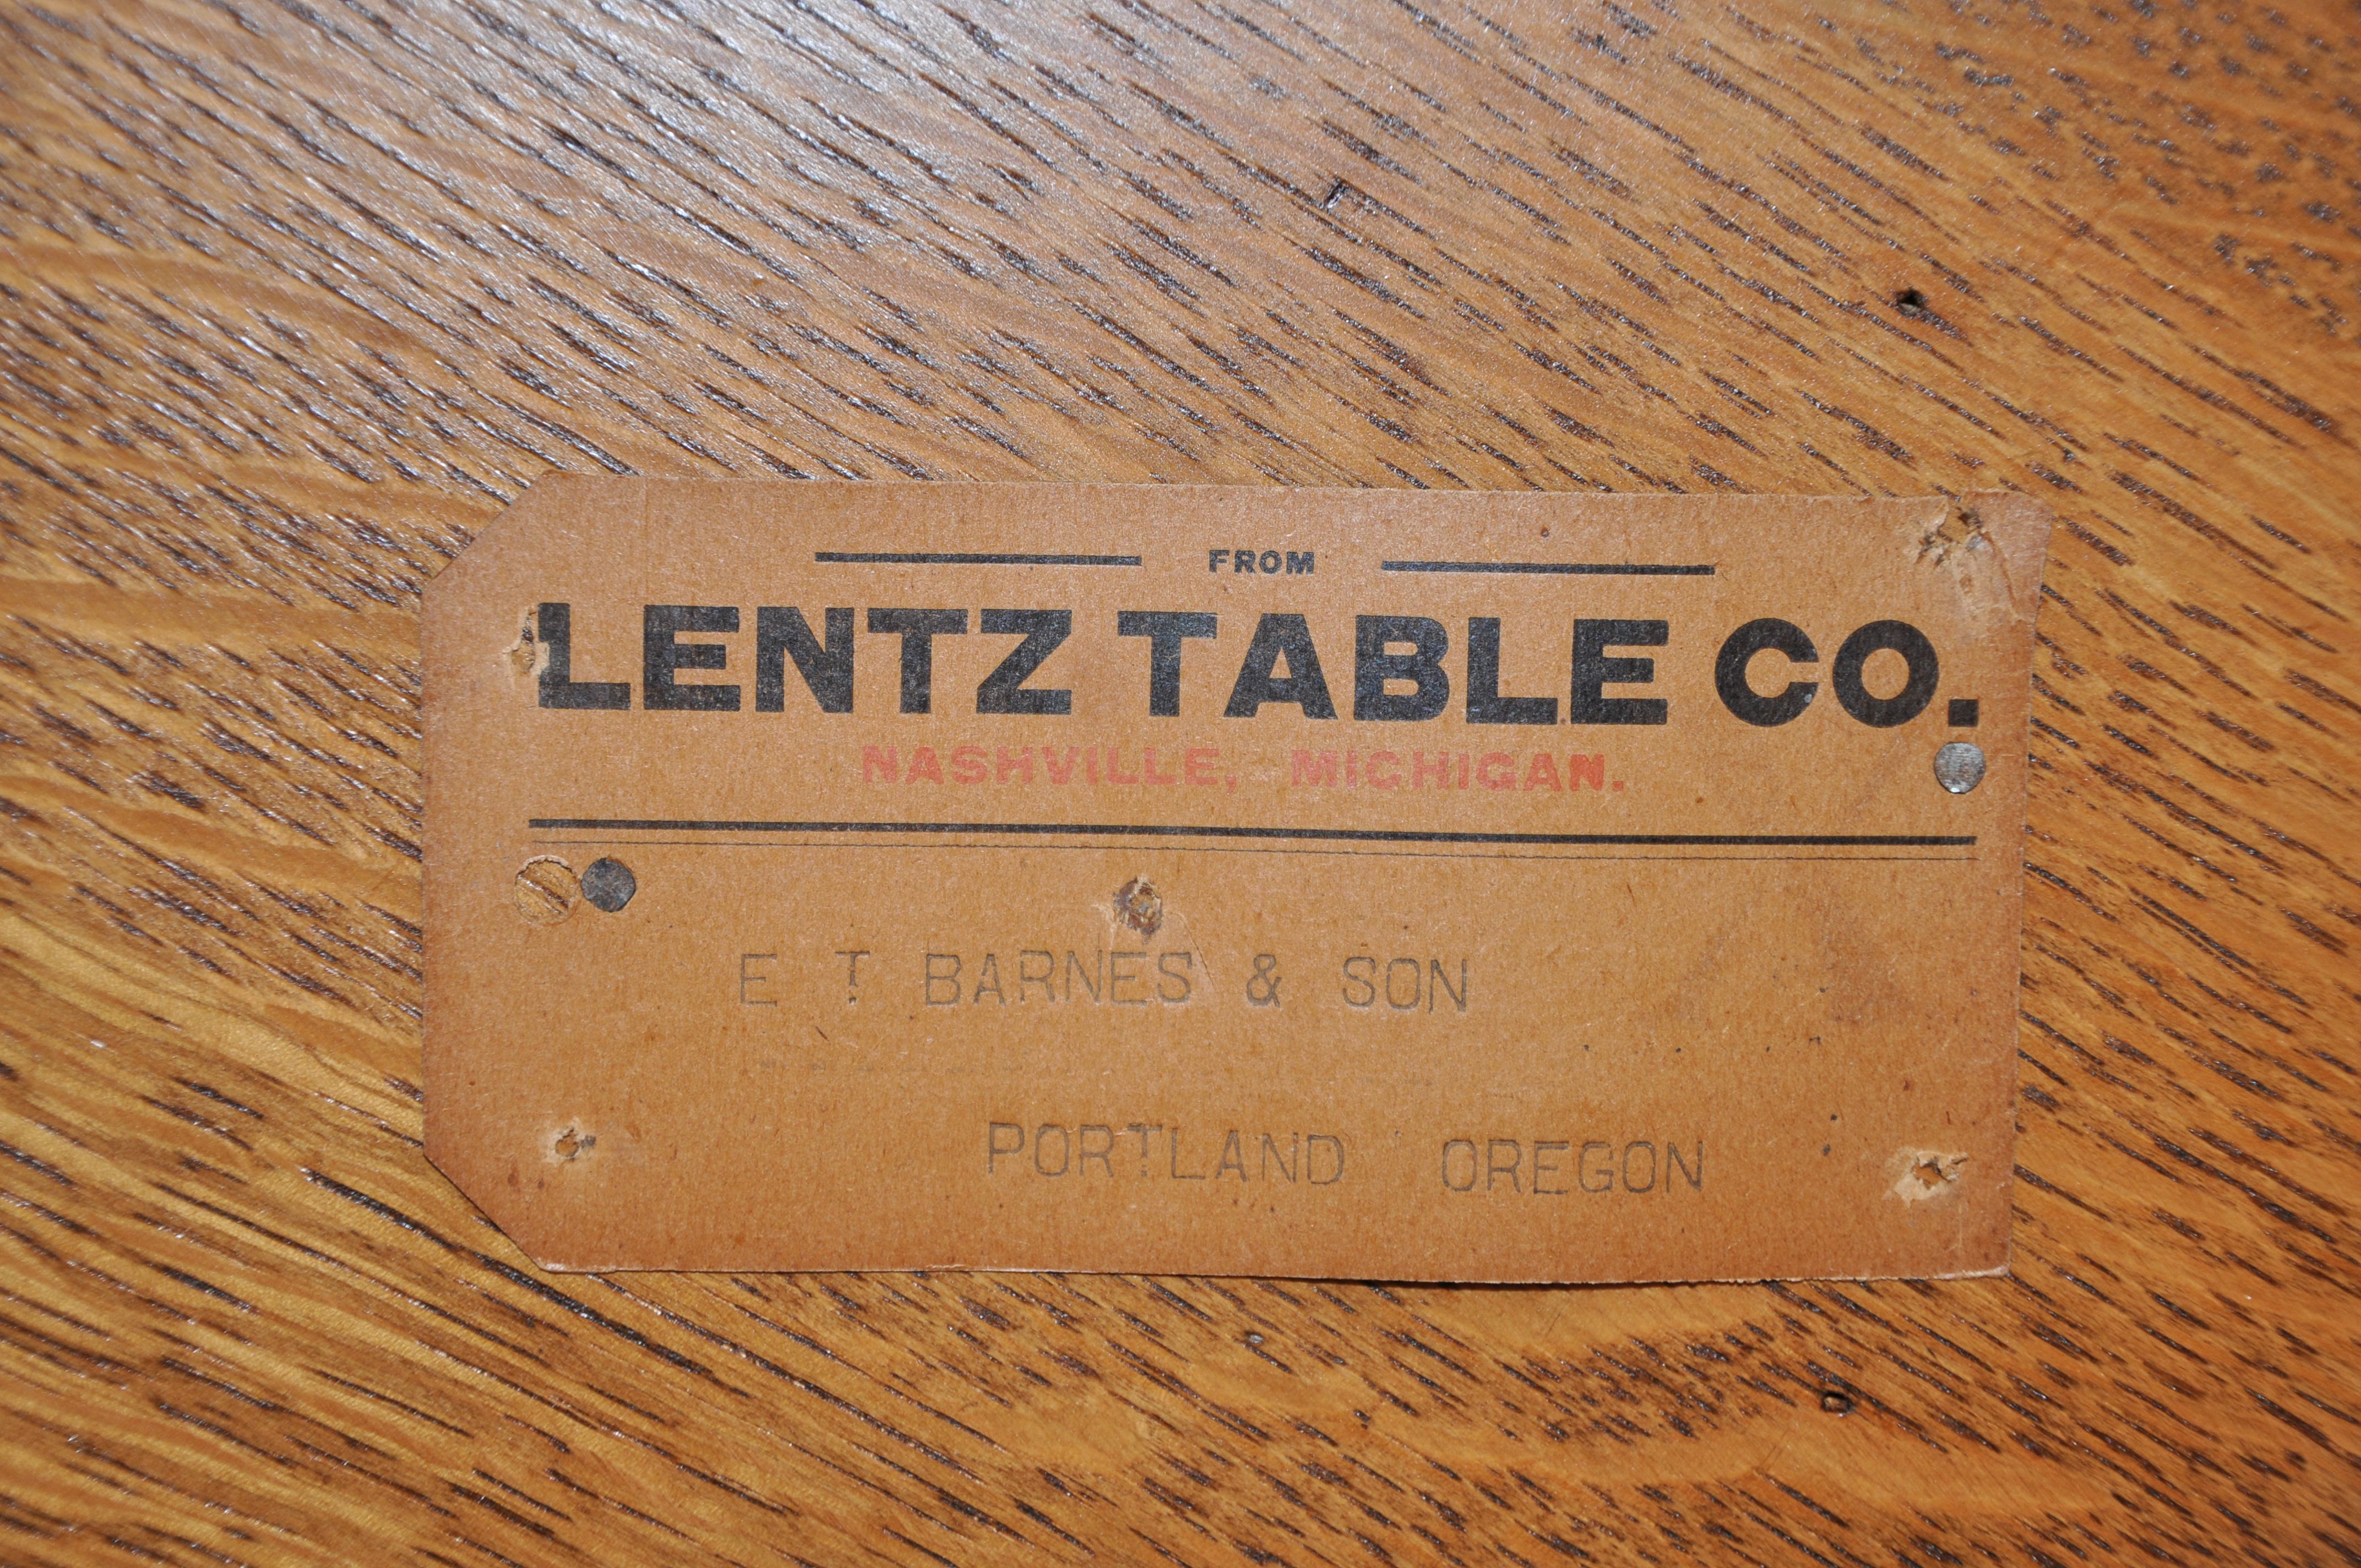 FROM
LENTZ TABLE CO.
NASHVILLE, MICHIGAN.
E T BARNES & SON
PORTLAND OREGON